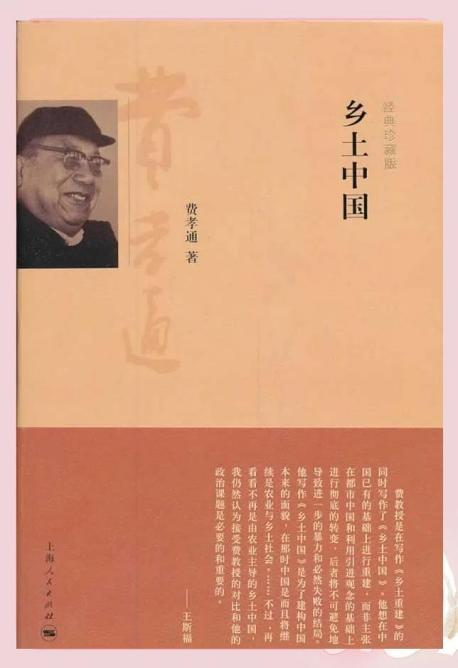 经典珍藏版
乡土中国
费孝通 著
费孝通
费教授是在写作《乡土重建》的
同时写作了《乡土中国》。他想在中
国已有的基础上进行重建，而非主张
在都市中国和利用引进观念的基础上
进行彻底的转变，后者将不可避免地
导致进一步的暴力和必然失败的结局。
他写作《乡土中国》是为了建构中国
本来的面貌，在那时中国是而且将继
续是农业与乡土社会。……不过，再
看看不再是由农业主导的乡土中国，
我仍然认为接受费教授的对比和他的
政治课题是必要的和重要的。
——王斯福
上海人民出版社